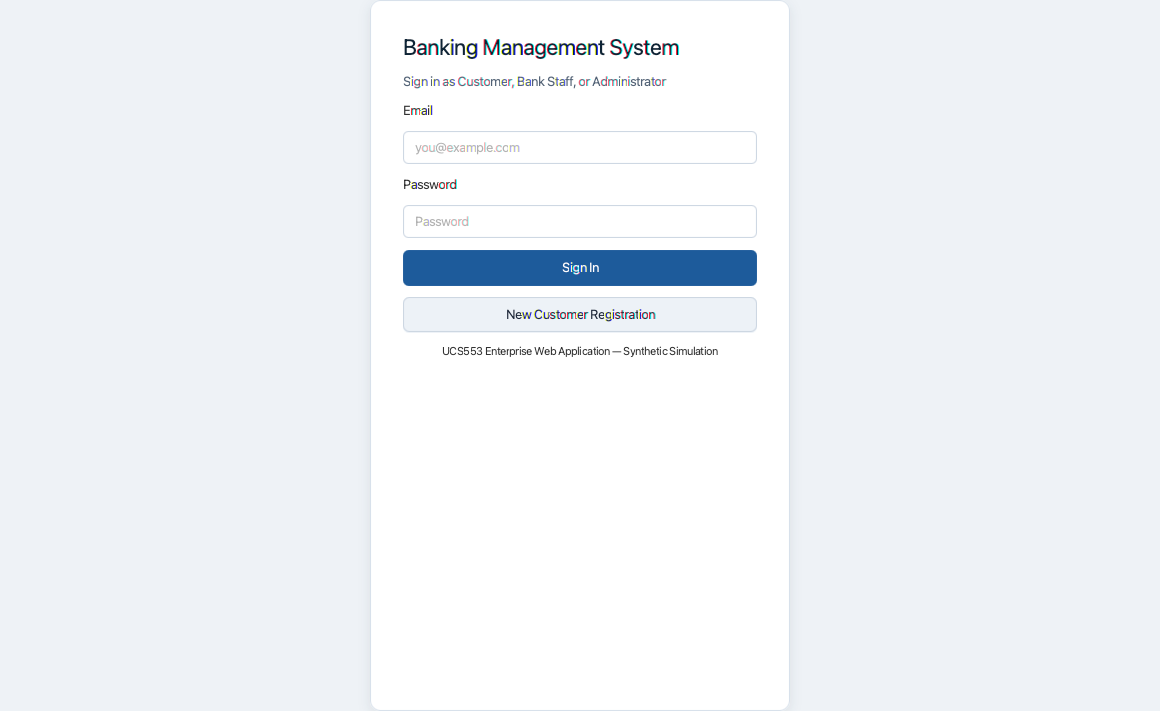 Banking Management System
Sign in as Customer, Bank Staff, or Administrator
Email
you@example.com
Password
Password
Sign In
New Customer Registration
UCS553 Enterprise Web Application — Synthetic Simulation